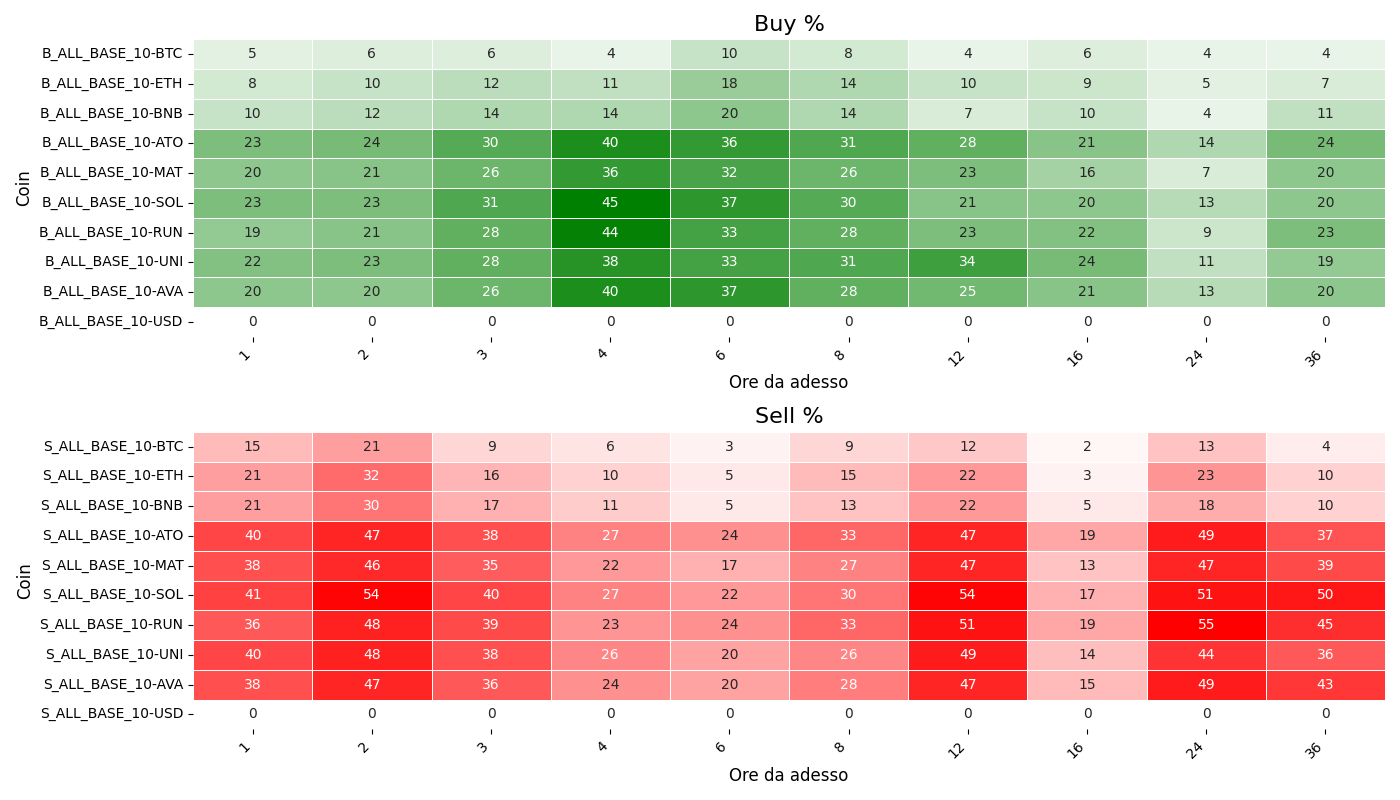 Buy %
Coin
B_ALL_BASE_10-BTC 5 6 6 4 10 8 4 6 4 4
B_ALL_BASE_10-ETH 8 10 12 11 18 14 10 9 5 7
B_ALL_BASE_10-BNB 10 12 14 14 20 14 7 10 4 11
B_ALL_BASE_10-ATO 23 24 30 40 36 31 28 21 14 24
B_ALL_BASE_10-MAT 20 21 26 36 32 26 23 16 7 20
B_ALL_BASE_10-SOL 23 23 31 45 37 30 21 20 13 20
B_ALL_BASE_10-RUN 19 21 28 44 33 28 23 22 9 23
B_ALL_BASE_10-UNI 22 23 28 38 33 31 34 24 11 19
B_ALL_BASE_10-AVA 20 20 26 40 37 28 25 21 13 20
B_ALL_BASE_10-USD 0 0 0 0 0 0 0 0 0 0
1 2 3 4 6 8 12 16 24 36
Ore da adesso
Sell %
Coin
S_ALL_BASE_10-BTC 15 21 9 6 3 9 12 2 13 4
S_ALL_BASE_10-ETH 21 32 16 10 5 15 22 3 23 10
S_ALL_BASE_10-BNB 21 30 17 11 5 13 22 5 18 10
S_ALL_BASE_10-ATO 40 47 38 27 24 33 47 19 49 37
S_ALL_BASE_10-MAT 38 46 35 22 17 27 47 13 47 39
S_ALL_BASE_10-SOL 41 54 40 27 22 30 54 17 51 50
S_ALL_BASE_10-RUN 36 48 39 23 24 33 51 19 55 45
S_ALL_BASE_10-UNI 40 48 38 26 20 26 49 14 44 36
S_ALL_BASE_10-AVA 38 47 36 24 20 28 47 15 49 43
S_ALL_BASE_10-USD 0 0 0 0 0 0 0 0 0 0
1 2 3 4 6 8 12 16 24 36
Ore da adesso